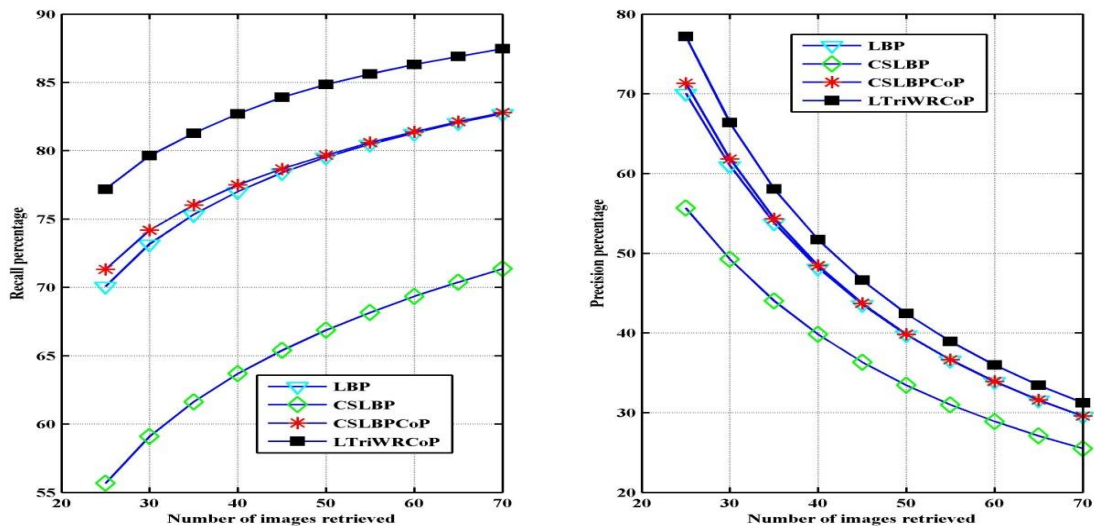 90
85
80
75
70
65
60
55
Recall percentage
LBP
CSLBP
CSLBPCoP
LTriWRCoP
20 30 40 50 60 70
Number of images retrieved
80
70
60
50
40
30
20
Precision percentage
LBP
CSLBP
CSLBPCoP
LTriWRCoP
20 30 40 50 60 70
Number of images retrieved